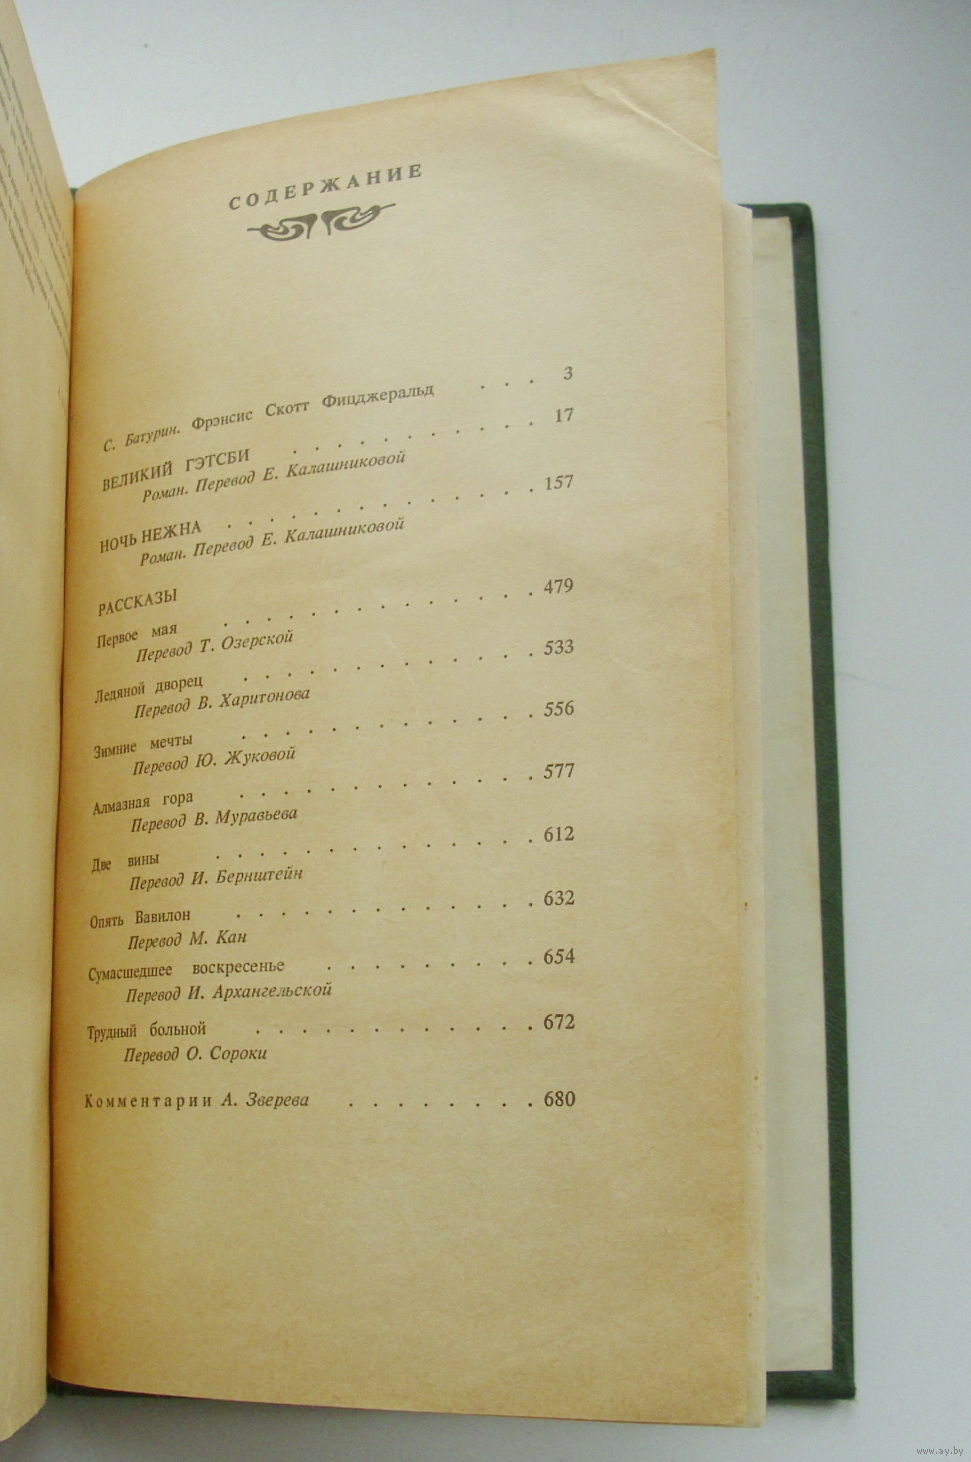 СОДЕРЖАНИЕ
С. Батурин. Фрэнсис Скотт Фицджеральд . . . 3
ВЕЛИКИЙ ГЭТСБИ . . . . . . . . . . . 17
Роман. Перевод Е. Калашниковой
НОЧЬ НЕЖНА . . . . . . . . . . . . . . 157
Роман. Перевод Е. Калашниковой
РАССКАЗЫ
Первое мая . . . . . . . . . . . . . . 479
Перевод Т. Озерской
Ледяной дворец . . . . . . . . . . . . . 533
Перевод В. Харитонова
Зимние мечты . . . . . . . . . . . . . 556
Перевод Ю. Жуковой
Алмазная гора . . . . . . . . . . . . . 577
Перевод В. Муравьева
Две вины . . . . . . . . . . . . . . 612
Перевод И. Бернштейн
Опять Вавилон . . . . . . . . . . . . . 632
Перевод М. Кан
Сумасшедшее воскресенье . . . . . . . . . 654
Перевод И. Архангельской
Трудный больной . . . . . . . . . . . . 672
Перевод О. Сороки
Комментарии А. Зверева . . . . . . . . 680
www.ay.by